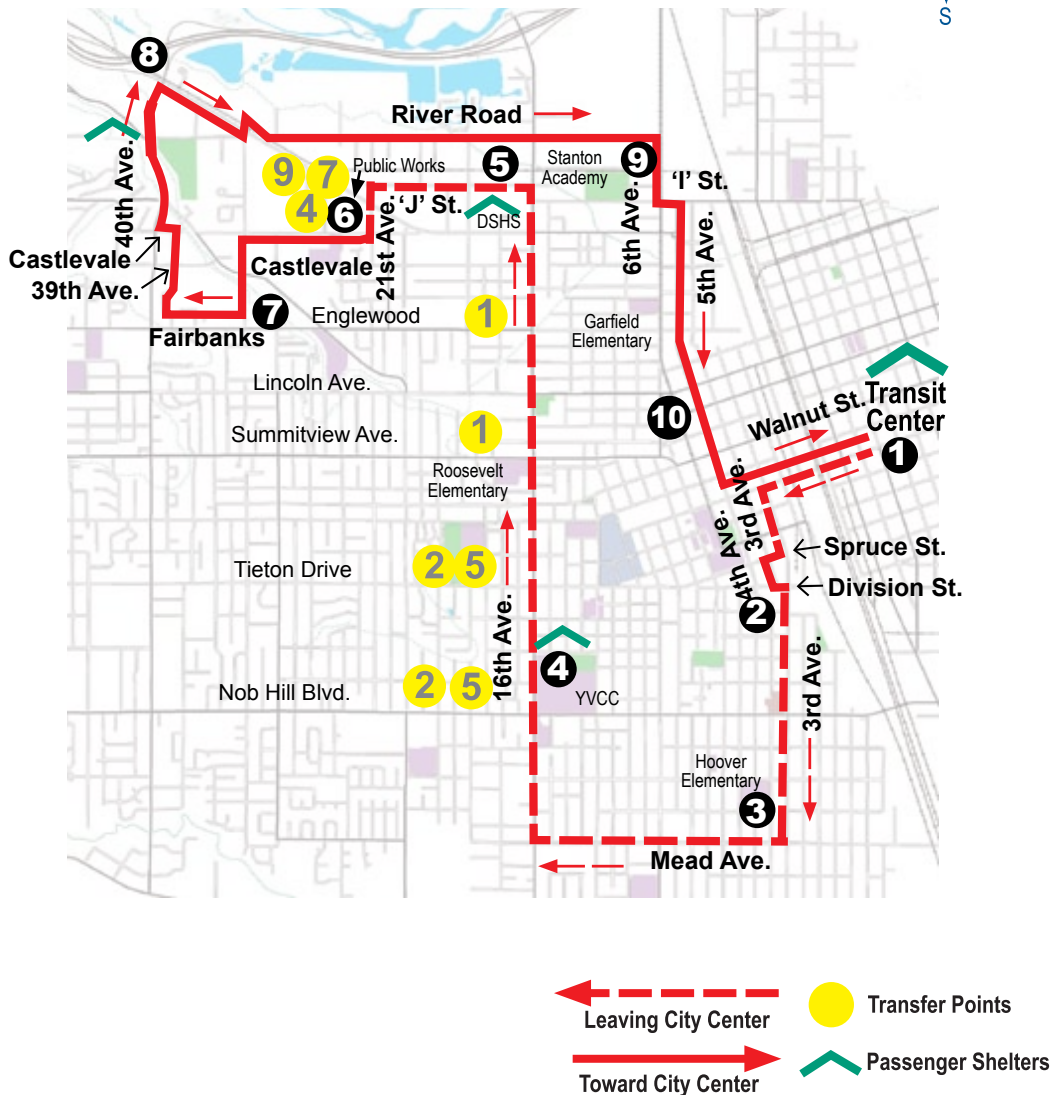 S
8
River Road
40th Ave.
9
7
Public Works
5
Stanton
Academy
9
'I' St.
4
6
'J' St.
DSHS
21st Ave.
6th Ave.
5th Ave.
Castlevale
39th Ave.
Castlevale
7
Fairbanks
Englewood
1
Garfield
Elementary
Lincoln Ave.
Summitview Ave.
1
10
Walnut St.
Transit
Center
1
Roosevelt
Elementary
3rd Ave.
4th Ave.
Spruce St.
Division St.
Tieton Drive
2
5
2
16th Ave.
4
YVCC
Nob Hill Blvd.
2
5
3rd Ave.
Hoover
Elementary
3
Mead Ave.
Leaving City Center
Transfer Points
Toward City Center
Passenger Shelters